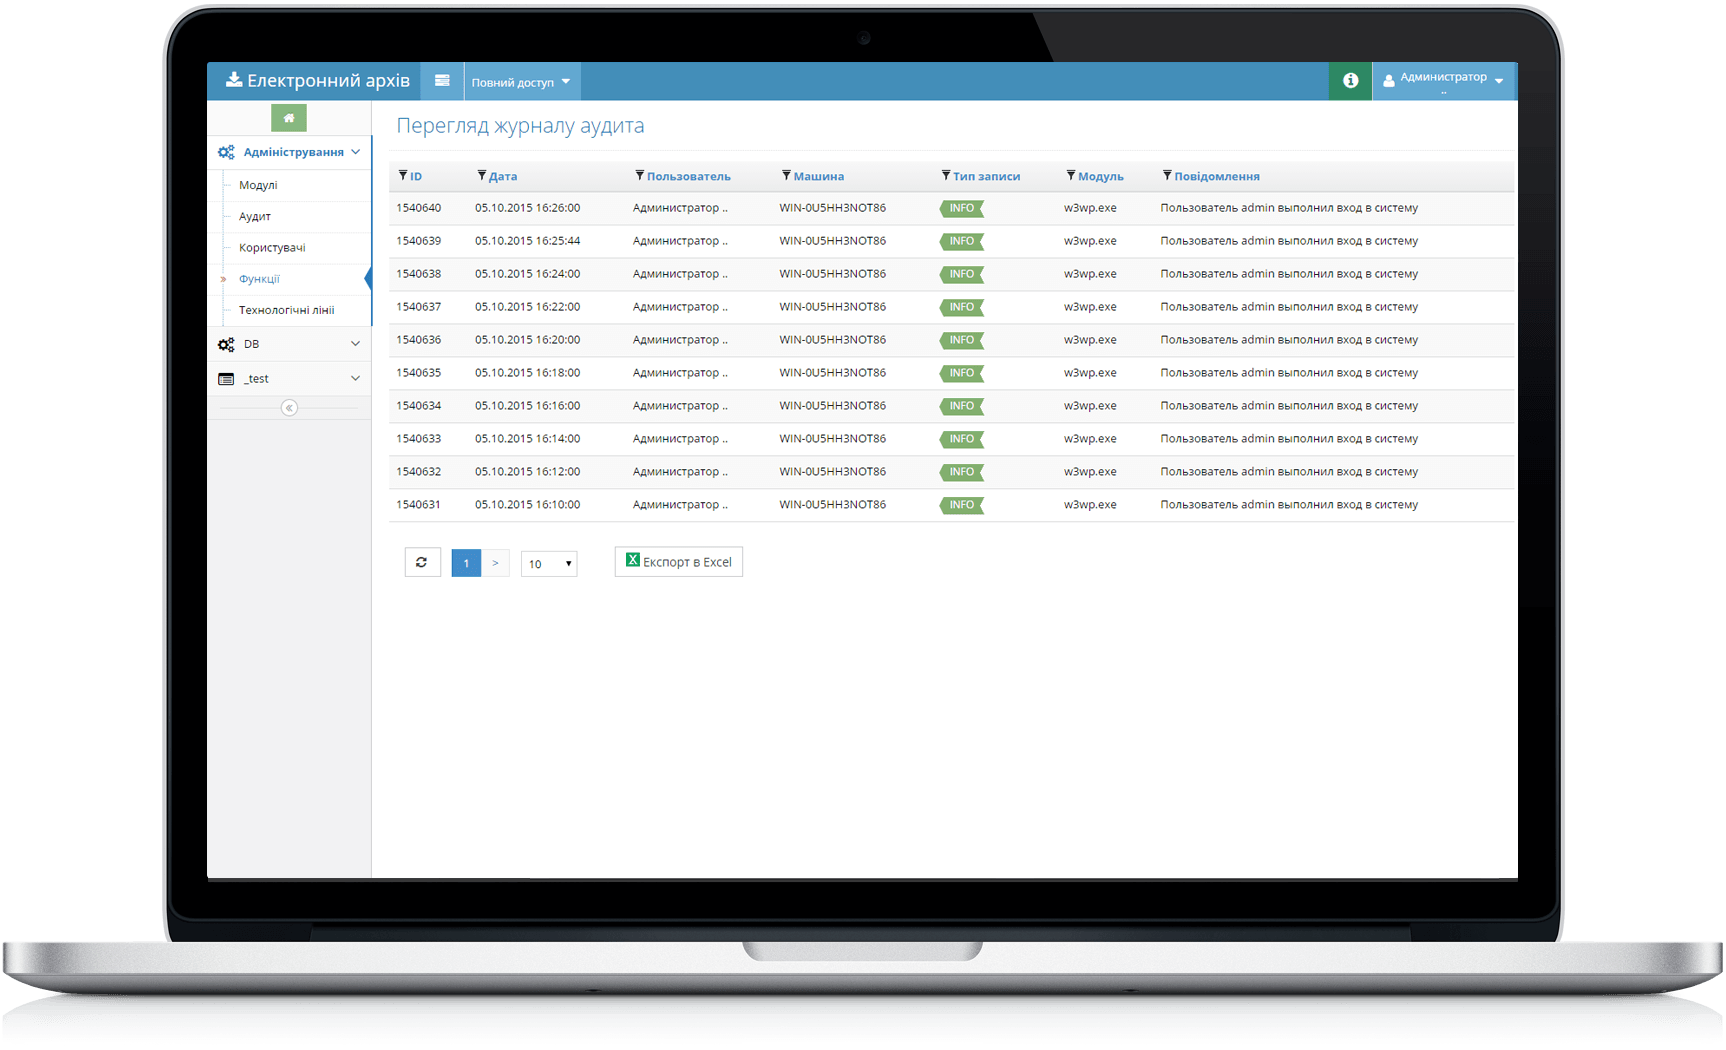 Електронний архів
Повний доступ
Администратор
..
Перегляд журналу аудита
Адміністрування
Модулі
Аудит
Користувачі
» Функції
Технологічні лінії
DB
_test
«
ID Дата Пользователь Машина Тип записи Модуль Повідомлення
1540640 05.10.2015 16:26:00 Администратор .. WIN-0U5HH3NOT86 INFO w3wp.exe Пользователь admin выполнил вход в систему
1540639 05.10.2015 16:25:44 Администратор .. WIN-0U5HH3NOT86 INFO w3wp.exe Пользователь admin выполнил вход в систему
1540638 05.10.2015 16:24:00 Администратор .. WIN-0U5HH3NOT86 INFO w3wp.exe Пользователь admin выполнил вход в систему
1540637 05.10.2015 16:22:00 Администратор .. WIN-0U5HH3NOT86 INFO w3wp.exe Пользователь admin выполнил вход в систему
1540636 05.10.2015 16:20:00 Администратор .. WIN-0U5HH3NOT86 INFO w3wp.exe Пользователь admin выполнил вход в систему
1540635 05.10.2015 16:18:00 Администратор .. WIN-0U5HH3NOT86 INFO w3wp.exe Пользователь admin выполнил вход в систему
1540634 05.10.2015 16:16:00 Администратор .. WIN-0U5HH3NOT86 INFO w3wp.exe Пользователь admin выполнил вход в систему
1540633 05.10.2015 16:14:00 Администратор .. WIN-0U5HH3NOT86 INFO w3wp.exe Пользователь admin выполнил вход в систему
1540632 05.10.2015 16:12:00 Администратор .. WIN-0U5HH3NOT86 INFO w3wp.exe Пользователь admin выполнил вход в систему
1540631 05.10.2015 16:10:00 Администратор .. WIN-0U5HH3NOT86 INFO w3wp.exe Пользователь admin выполнил вход в систему
1 > 10 Експорт в Excel